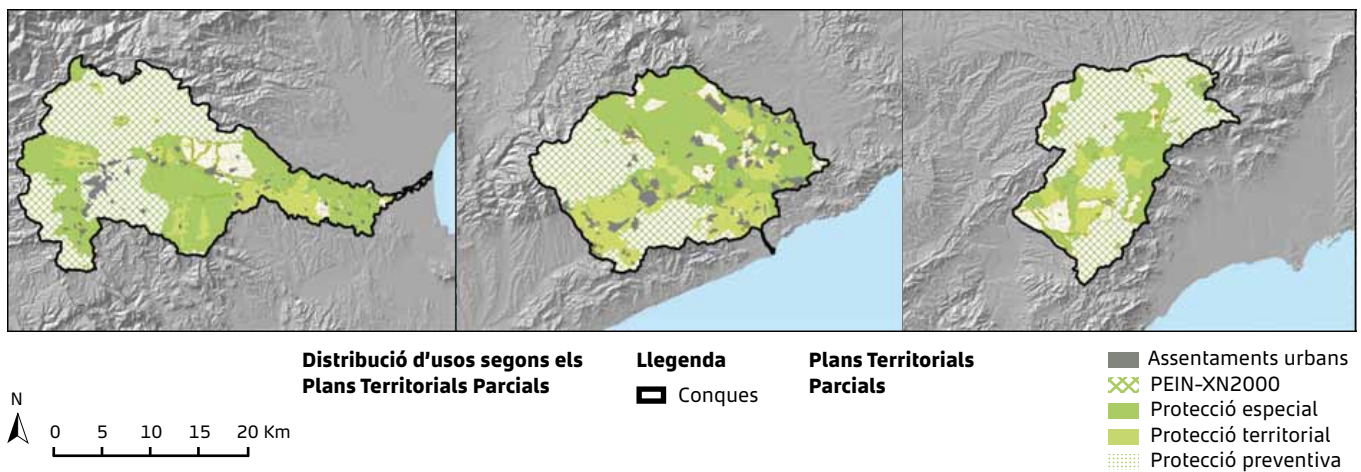 Distribució d'usos segons els
Plans Territorials Parcials
Llegenda
Conques
Plans Territorials
Parcials
Assentaments urbans
PEIN-XN2000
Protecció especial
Protecció territorial
Protecció preventiva
N
0 5 10 15 20 Km